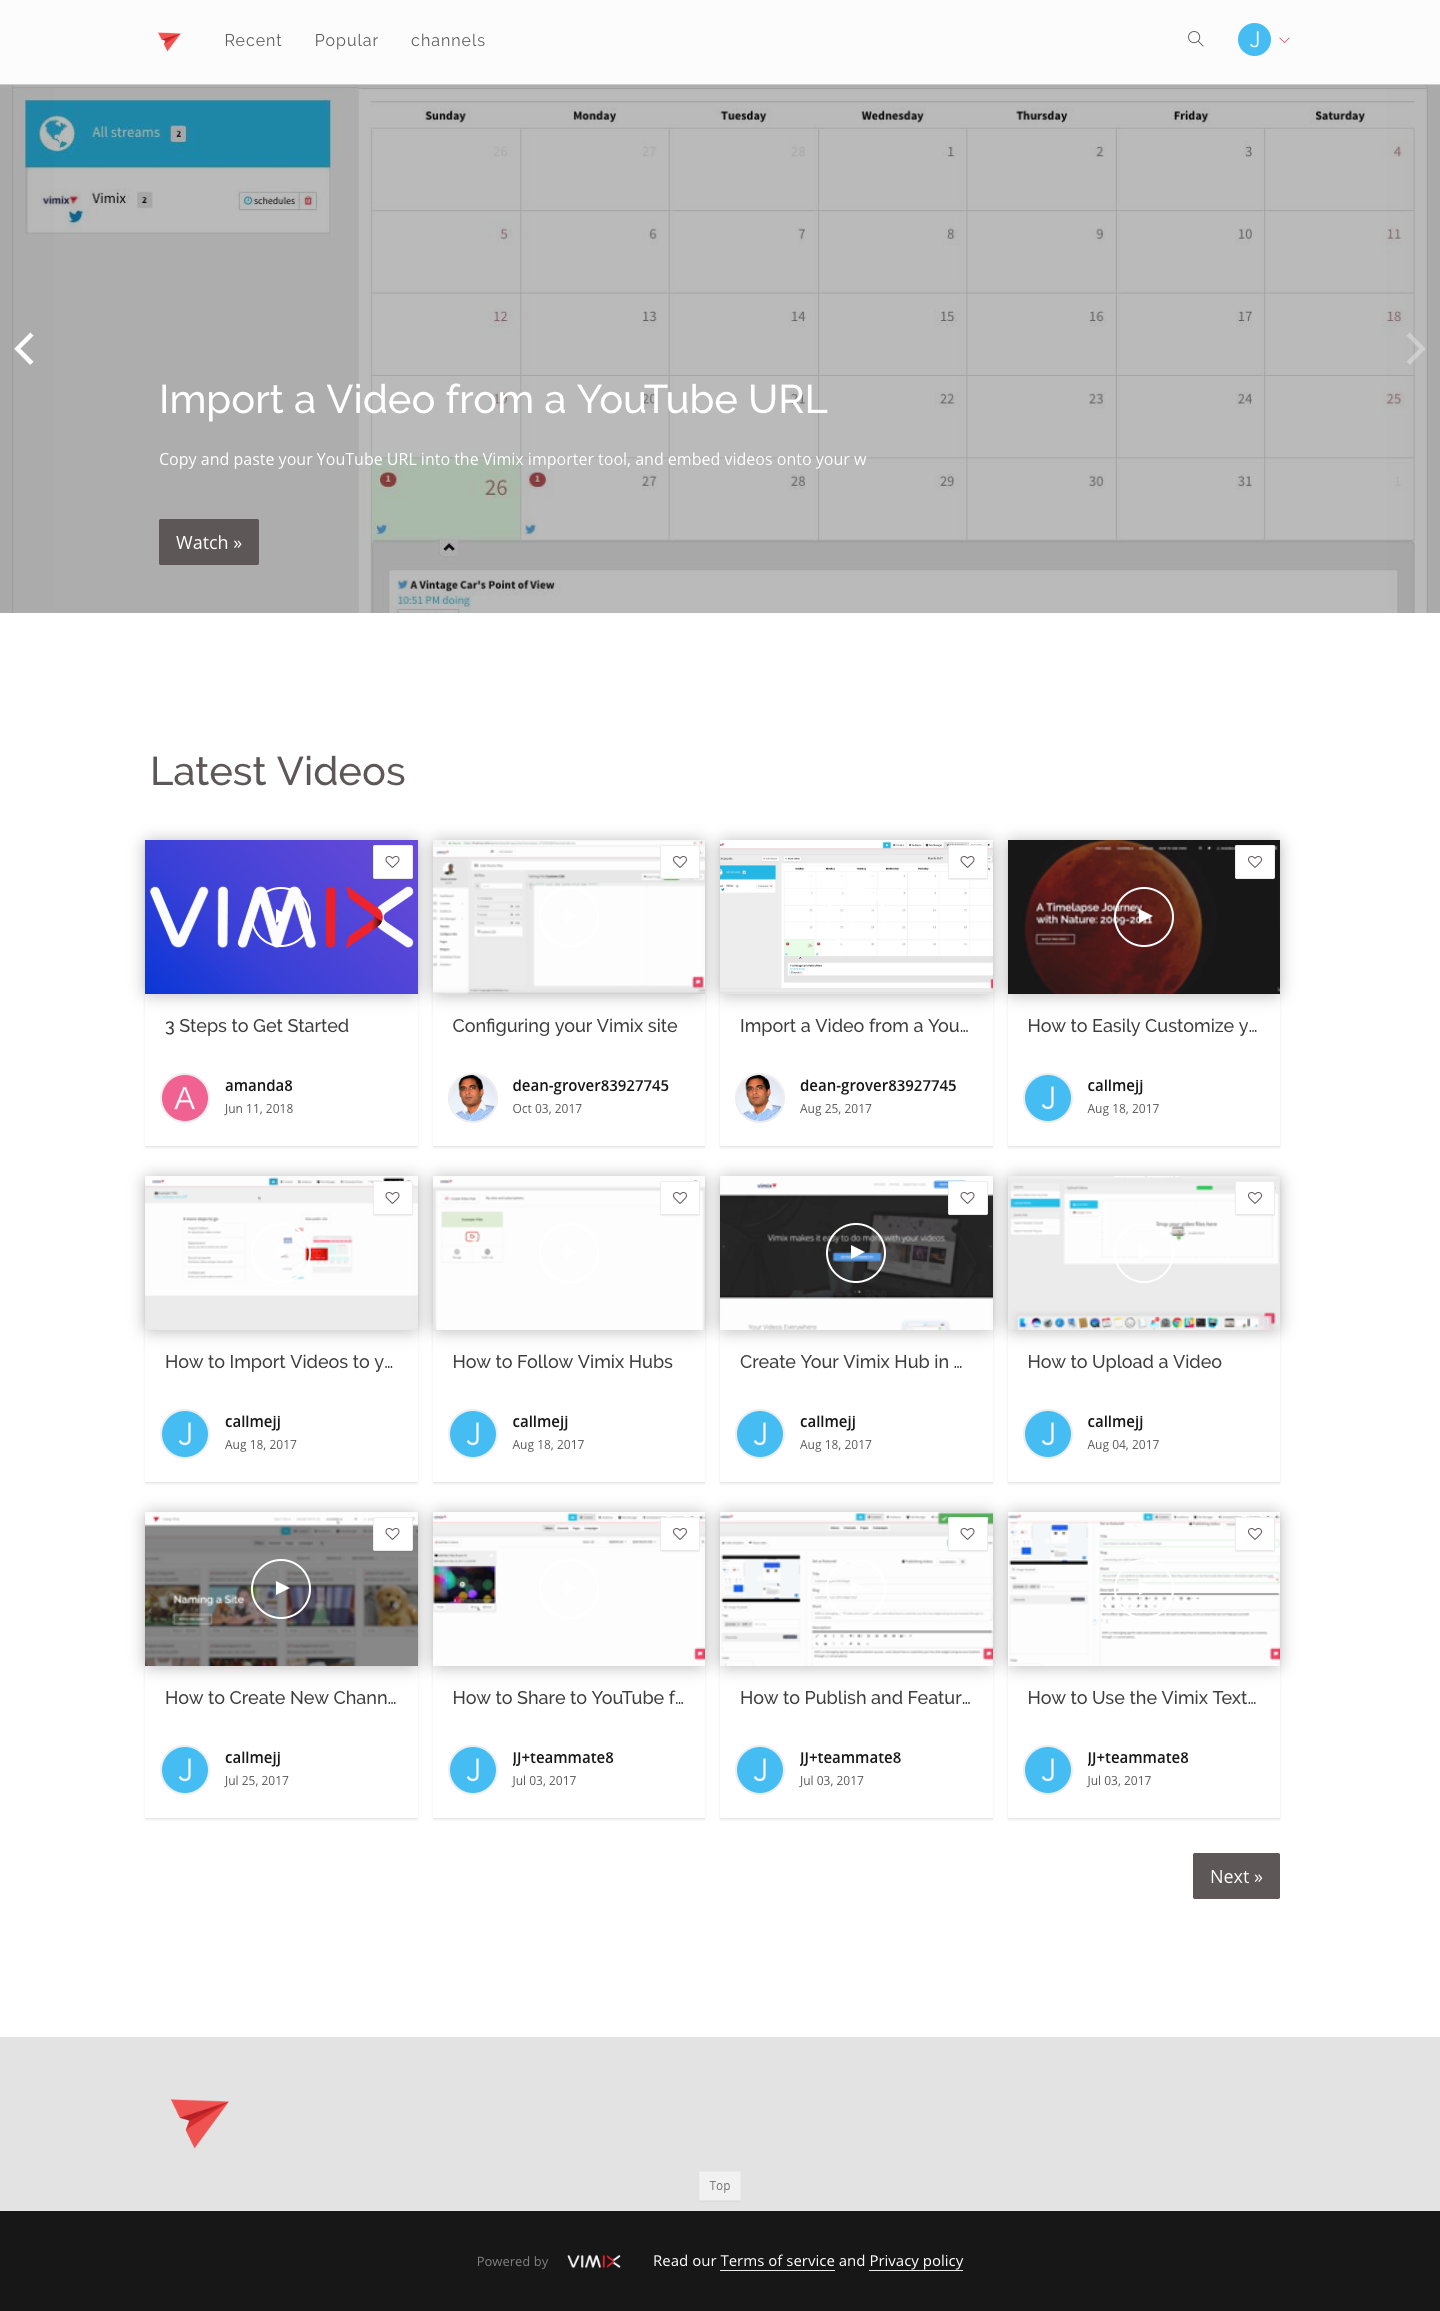 Recent Popular channels
J
Sunday Monday Tuesday Wednesday Thursday Friday Saturday
All streams 2
26 27 28 1 2 3 4
vimix Vimix 2 schedules
5 6 7 8 9 10 11
12 13 14 15 16 17 18
Import a Video from a YouTube URL
20 21 22 23 24 25
Copy and paste your YouTube URL into the Vimix importer tool, and embed videos onto your w
1 26 1 27 28 29 30 31 1
Watch »
A Vintage Car's Point of View
10:51 PM doing
Latest Videos
VIMIX
A Timelapse Journey
with Nature: 2009-2011
3 Steps to Get Started
Configuring your Vimix site
Import a Video from a You...
How to Easily Customize y...
A
amanda8
Jun 11, 2018
dean-grover83927745
Oct 03, 2017
dean-grover83927745
Aug 25, 2017
J
callmejj
Aug 18, 2017
Vimix makes it easy to do more with your videos.
Your Videos Everywhere
Drop your video files here
How to Import Videos to y...
How to Follow Vimix Hubs
Create Your Vimix Hub in ...
How to Upload a Video
J
callmejj
Aug 18, 2017
J
callmejj
Aug 18, 2017
J
callmejj
Aug 18, 2017
J
callmejj
Aug 04, 2017
Naming a Site
How to Create New Chann...
How to Share to YouTube f...
How to Publish and Featur...
How to Use the Vimix Text...
J
callmejj
Jul 25, 2017
J
JJ+teammate8
Jul 03, 2017
J
JJ+teammate8
Jul 03, 2017
J
JJ+teammate8
Jul 03, 2017
Next »
Top
Powered by VIMIX Read our Terms of service and Privacy policy